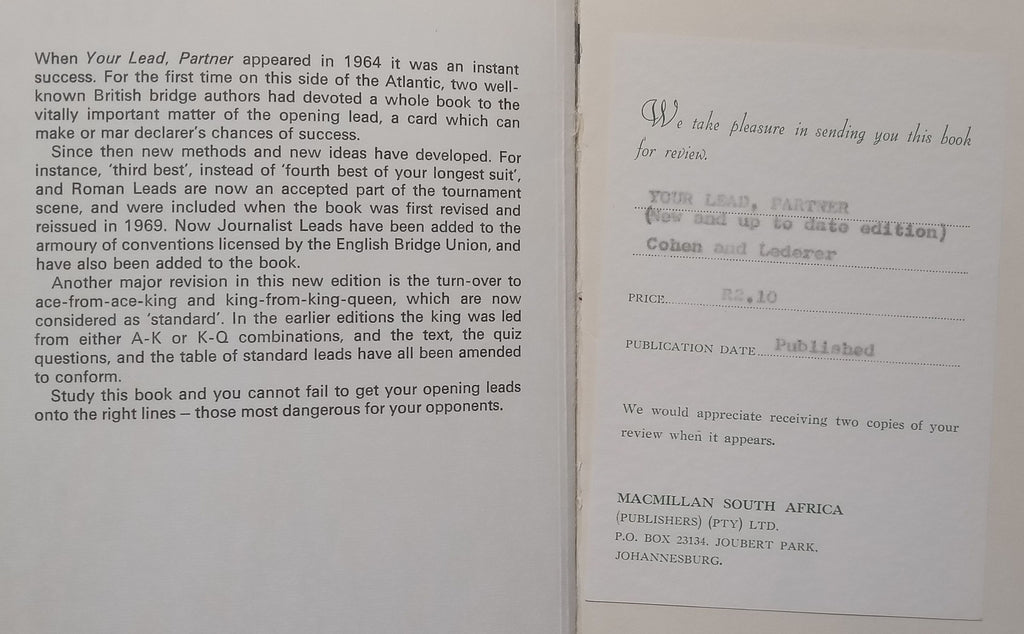 When Your Lead, Partner appeared in 1964 it was an instant
success. For the first time on this side of the Atlantic, two well-
known British bridge authors had devoted a whole book to the
vitally important matter of the opening lead, a card which can
make or mar declarer's chances of success.
Since then new methods and new ideas have developed. For
instance, 'third best', instead of 'fourth best of your longest suit',
and Roman Leads are now an accepted part of the tournament
scene, and were included when the book was first revised and
reissued in 1969. Now Journalist Leads have been added to the
armoury of conventions licensed by the English Bridge Union, and
have also been added to the book.
Another major revision in this new edition is the turn-over to
ace-from-ace-king and king-from-king-queen, which are now
considered as 'standard'. In the earlier editions the king was led
from either A-K or K-Q combinations, and the text, the quiz
questions, and the table of standard leads have all been amended
to conform.
Study this book and you cannot fail to get your opening leads
onto the right lines – those most dangerous for your opponents.
We take pleasure in sending you this book
for review.
YOUR LEAD, PARTNER
(New and up to date edition)
Cohen and Lederer
PRICE R2.10
PUBLICATION DATE Published
We would appreciate receiving two copies of your
review when it appears.
MACMILLAN SOUTH AFRICA
(PUBLISHERS) (PTY) LTD.
P.O. BOX 23134. JOUBERT PARK.
JOHANNESBURG.